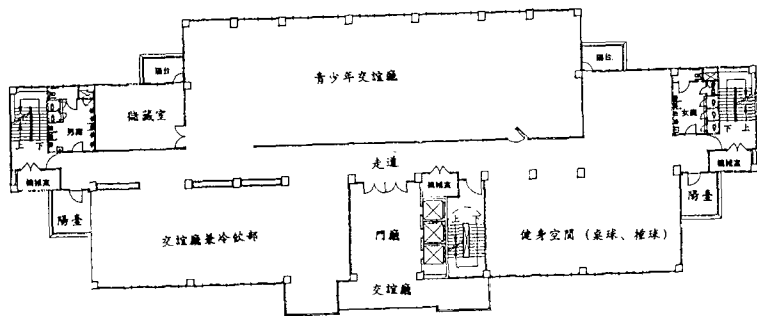 陽台
陽台
青少年交誼廳
儲藏室
男廁
女廁
上 下
下 上
走道
機械室
機械室
機械室
陽臺
陽臺
交誼廳兼冷飲部
門廳
上 下
健身空間（桌球、撞球）
交誼廳